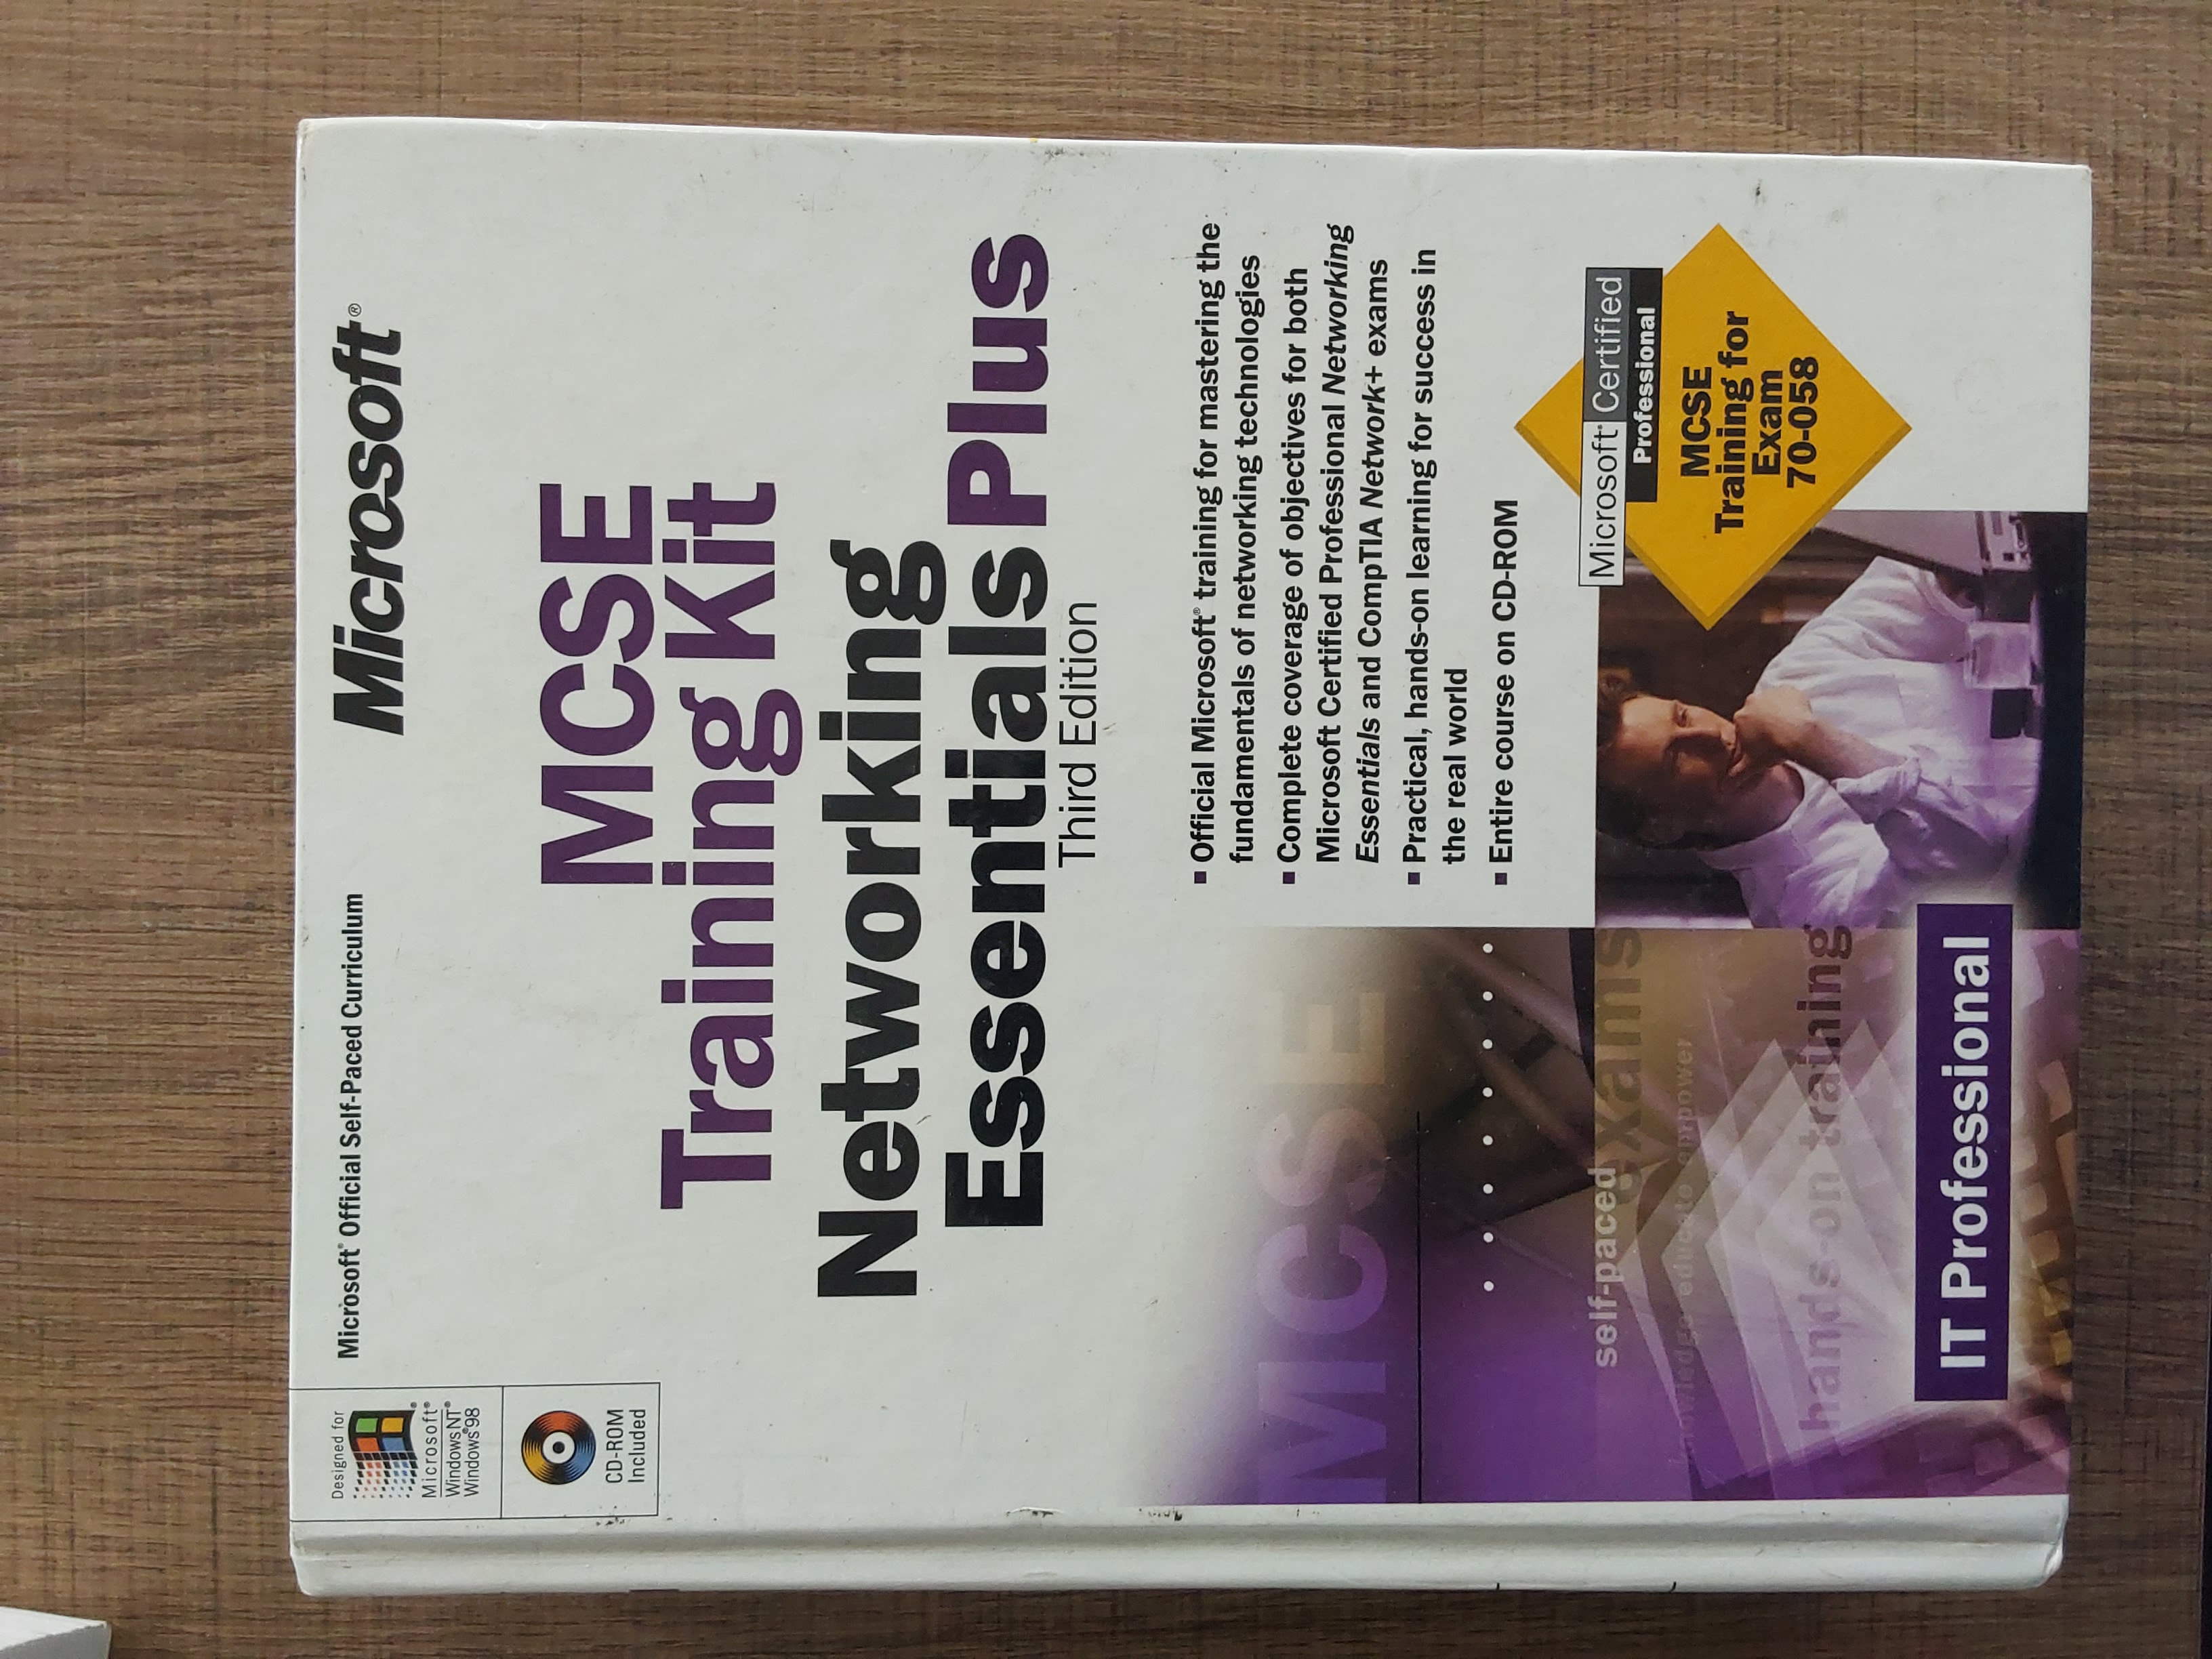 Designed for
Microsoft®
Windows NT®
Windows®98
CD-ROM
Included
Microsoft® Official Self-Paced Curriculum
Microsoft®
MCSE
Training Kit
Networking
Essentials Plus
Third Edition
▪ Official Microsoft® training for mastering the
fundamentals of networking technologies
▪ Complete coverage of objectives for both
Microsoft Certified Professional Networking
Essentials and CompTIA Network+ exams
▪ Practical, hands-on learning for success in
the real world
▪ Entire course on CD-ROM
MCSE
self-paced exams
knowledge educate empower
hands-on training
IT Professional
Microsoft® Certified
Professional
MCSE
Training for
Exam
70-058